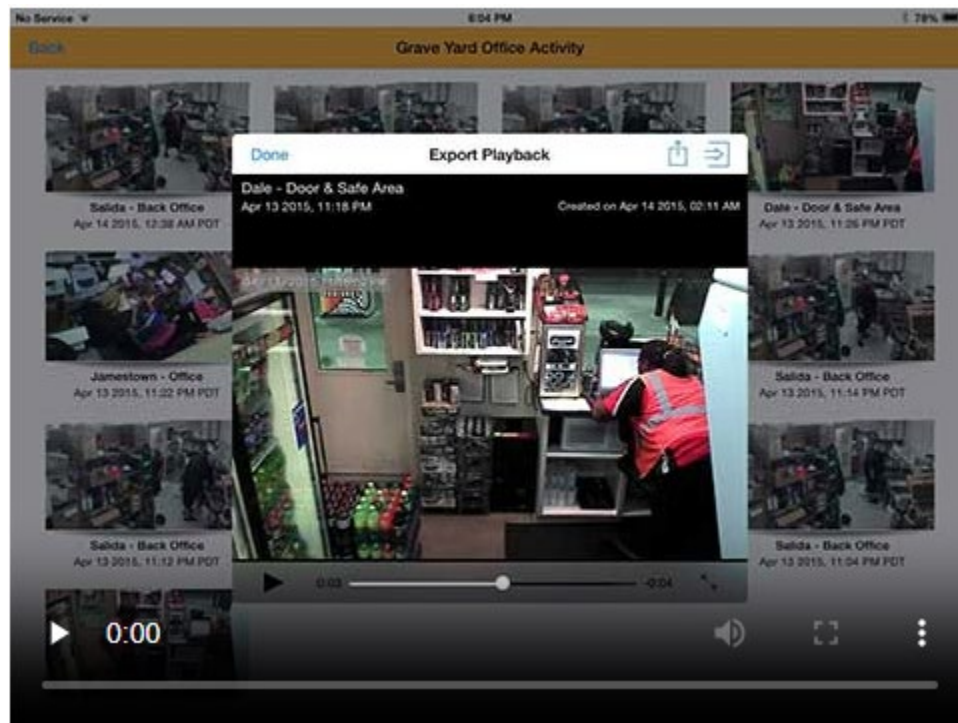 No Service
6:04 PM
78%
Back
Grave Yard Office Activity
Done
Export Playback
Dale - Door & Safe Area
Apr 13 2015, 11:18 PM
Created on Apr 14 2015, 02:11 AM
Salida - Back Office
Apr 14 2015, 12:38 AM PDT
Dale - Door & Safe Area
Apr 13 2015, 11:26 PM PDT
Jamestown - Office
Apr 13 2015, 11:22 PM PDT
Salida - Back Office
Apr 13 2015, 11:14 PM PDT
Salida - Back Office
Apr 13 2015, 11:12 PM PDT
Salida - Back Office
Apr 13 2015, 11:04 PM PDT
0:03
-0:04
0:00